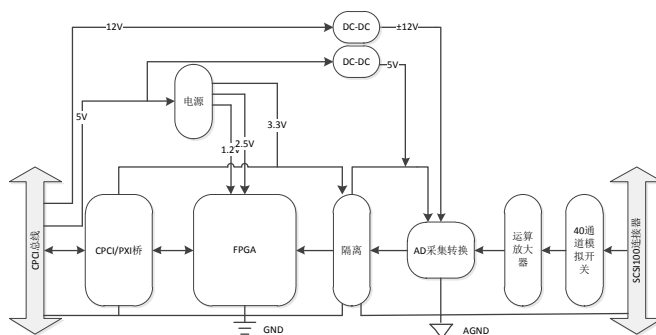 12V
DC-DC
±12V
DC-DC
5V
电源
5V
3.3V
2.5V
1.2V
CPCI总线
CPCI/PXI桥
FPGA
隔离
AD采集转换
运算
放大
器
40通
道模
拟开
关
SCSI100连接器
GND
AGND